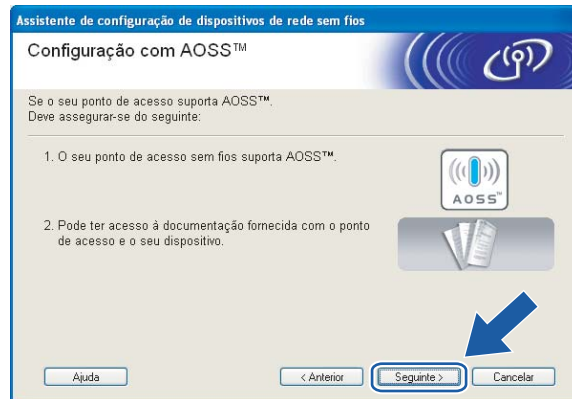 Assistente de configuração de dispositivos de rede sem fios
Configuração com AOSS™
Se o seu ponto de acesso suporta AOSS™.
Deve assegurar-se do seguinte:
1. O seu ponto de acesso sem fios suporta AOSS™.
AOSS™
2. Pode ter acesso à documentação fornecida com o ponto
de acesso e o seu dispositivo.
Ajuda
< Anterior
Seguinte >
Cancelar